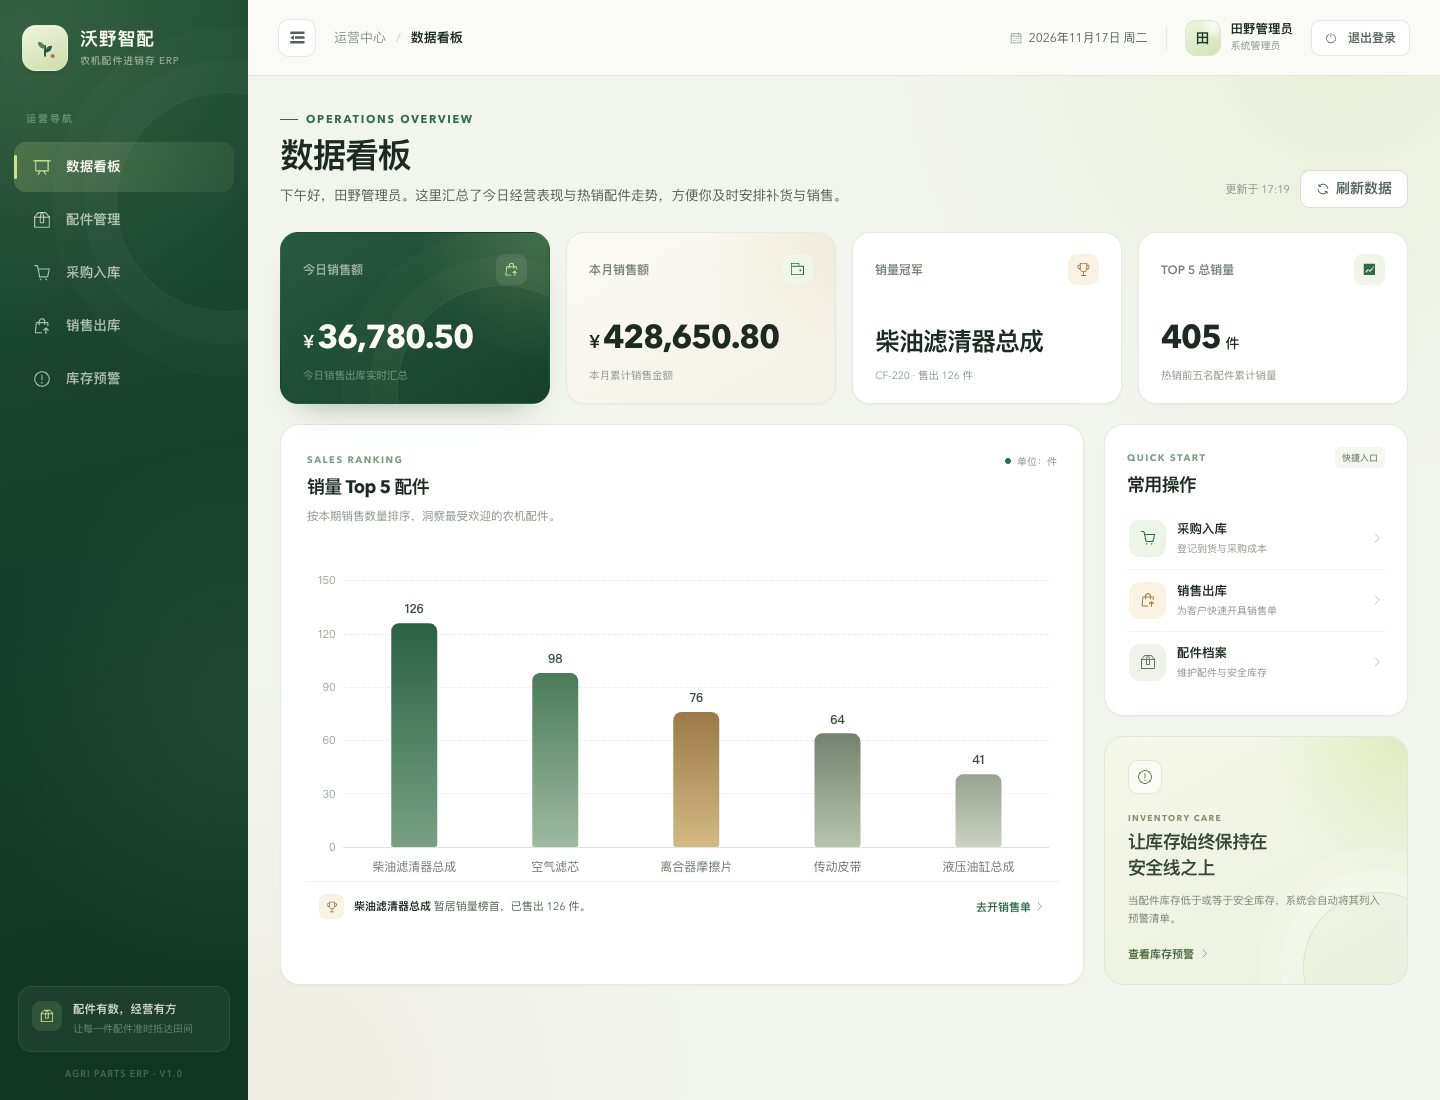 沃野智配
农机配件进销存 ERP
运营导航
数据看板
配件管理
采购入库
销售出库
库存预警
配件有数，经营有方
让每一件配件准时抵达田间
AGRI PARTS ERP · V1.0
运营中心 / 数据看板
2026年11月17日 周二
田
田野管理员
系统管理员
退出登录
OPERATIONS OVERVIEW
数据看板
下午好，田野管理员。这里汇总了今日经营表现与热销配件走势，方便你及时安排补货与销售。
更新于 17:19
刷新数据
今日销售额
¥ 36,780.50
今日销售出库实时汇总
本月销售额
¥ 428,650.80
本月累计销售金额
销量冠军
柴油滤清器总成
CF-220 · 售出 126 件
TOP 5 总销量
405 件
热销前五名配件累计销量
SALES RANKING
销量 Top 5 配件
按本期销售数量排序，洞察最受欢迎的农机配件。
单位：件
150
120
90
60
30
0
126
98
76
64
41
柴油滤清器总成
空气滤芯
离合器摩擦片
传动皮带
液压油缸总成
柴油滤清器总成 暂居销量榜首，已售出 126 件。
去开销售单
QUICK START
常用操作
快捷入口
采购入库
登记到货与采购成本
销售出库
为客户快速开具销售单
配件档案
维护配件与安全库存
INVENTORY CARE
让库存始终保持在
安全线之上
当配件库存低于或等于安全库存，系统会自动将其列入
预警清单。
查看库存预警